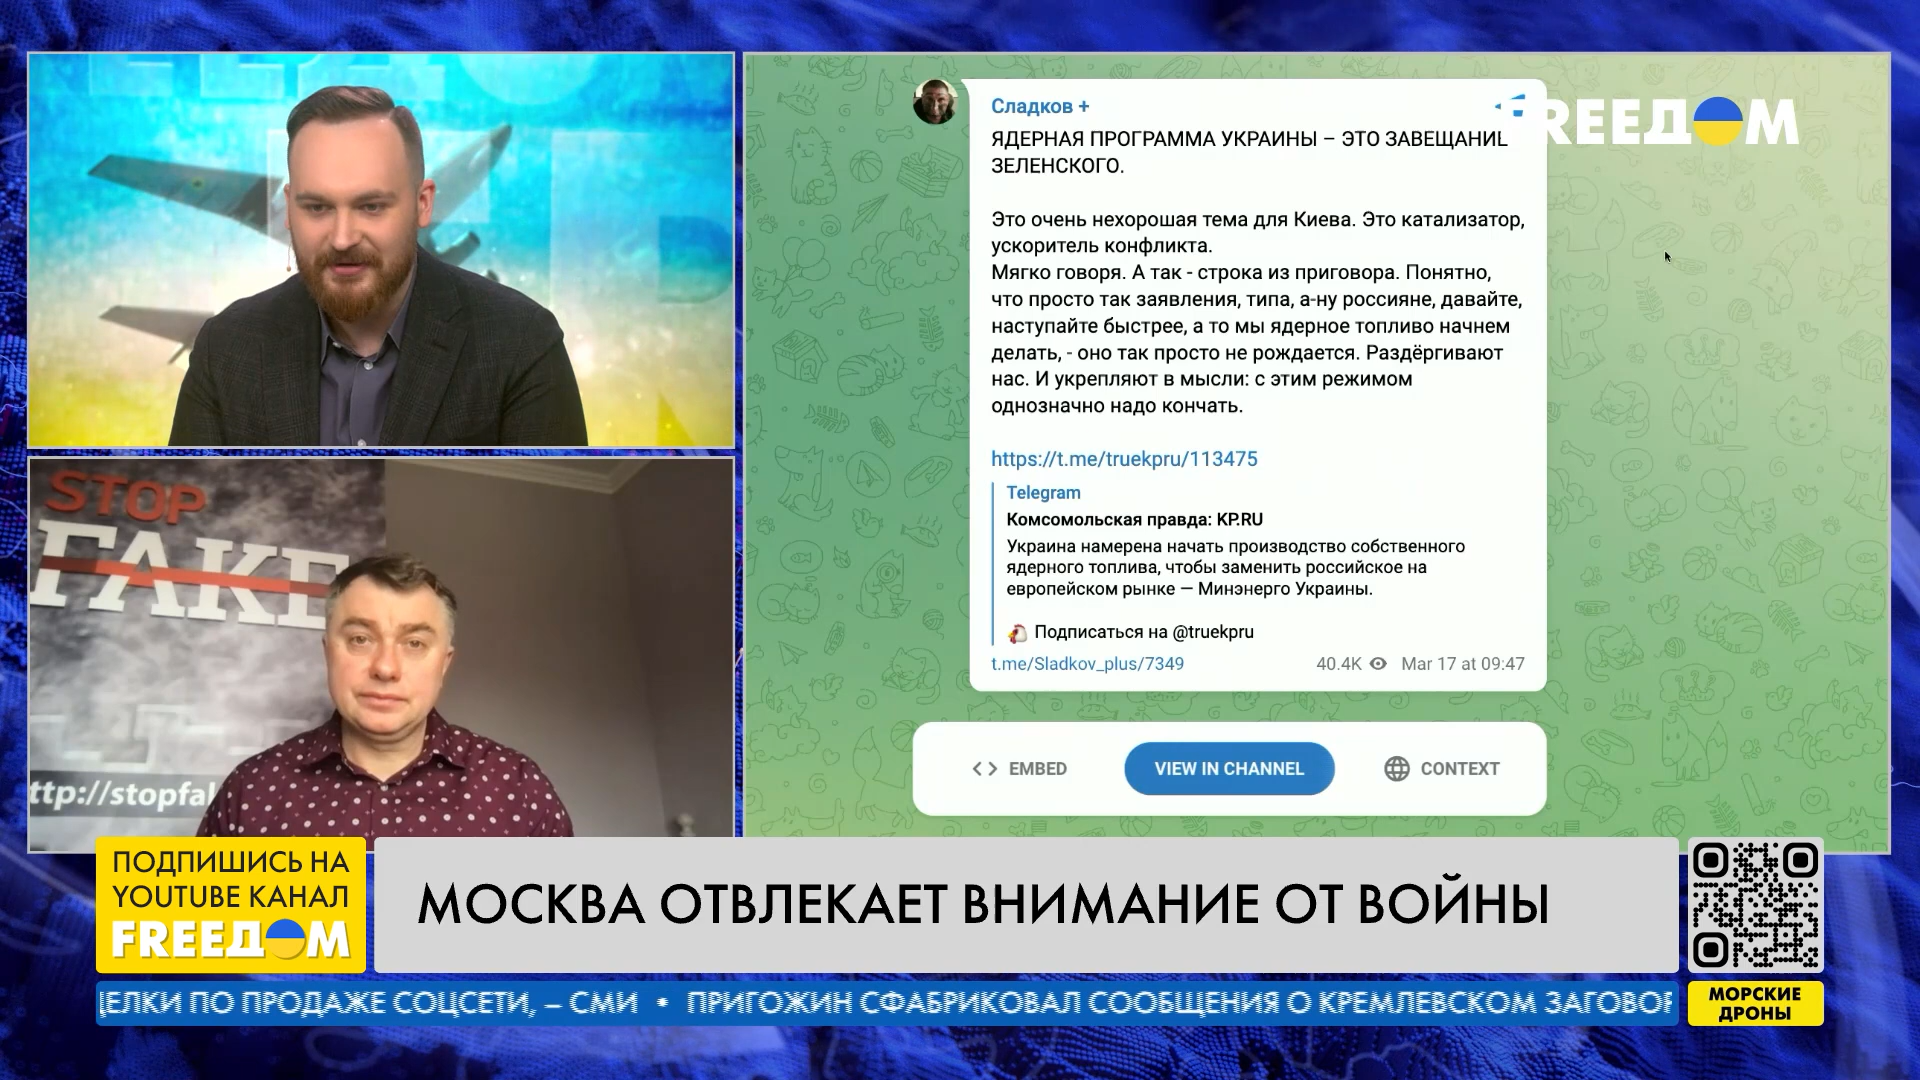 Сладков +
ЯДЕРНАЯ ПРОГРАММА УКРАИНЫ – ЭТО ЗАВЕЩАНИЕ
ЗЕЛЕНСКОГО.
Это очень нехорошая тема для Киева. Это катализатор,
ускоритель конфликта.
Мягко говоря. А так - строка из приговора. Понятно,
что просто так заявления, типа, а-ну россияне, давайте,
наступайте быстрее, а то мы ядерное топливо начнем
делать, - оно так просто не рождается. Раздёргивают
нас. И укрепляют в мысли: с этим режимом
однозначно надо кончать.
https://t.me/truekpru/113475
Telegram
Комсомольская правда: KP.RU
Украина намерена начать производство собственного
ядерного топлива, чтобы заменить российское на
европейском рынке — Минэнерго Украины.
Подписаться на @truekpru
t.me/Sladkov_plus/7349 40.4K Mar 17 at 09:47
EMBED VIEW IN CHANNEL CONTEXT
FREEДОМ
STOP
FAKE
ttp://stopfa
ПОДПИШИСЬ НА
YOUTUBE КАНАЛ
FREEДОМ
МОСКВА ОТВЛЕКАЕТ ВНИМАНИЕ ОТ ВОЙНЫ
ПО ПРОДАЖЕ СОЦСЕТИ, – СМИ • ПРИГОЖИН СФАБРИКОВАЛ СООБЩЕНИЯ О КРЕМЛЕВСКОМ ЗАГОВОР
МОРСКИЕ
ДРОНЫ